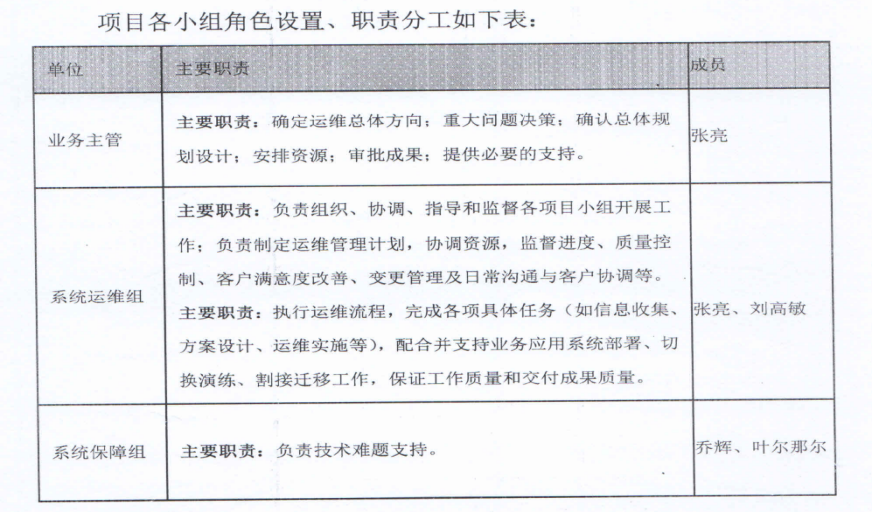 项目各小组角色设置、职责分工如下表：
单位
主要职责
成员
业务主管
主要职责：确定运维总体方向；重大问题决策；确认总体规
划设计；安排资源；审批成果；提供必要的支持。
张亮
系统运维组
主要职责：负责组织、协调、指导和监督各项目小组开展工
作；负责制定运维管理计划，协调资源，监督进度、质量控
制、客户满意度改善、变更管理及日常沟通与客户协调等。
主要职责：执行运维流程，完成各项具体任务（如信息收集、
方案设计、运维实施等），配合并支持业务应用系统部署、切
换演练、割接迁移工作，保证工作质量和交付成果质量。
张亮、刘高敏
系统保障组
主要职责：负责技术难题支持。
乔辉、叶尔那尔